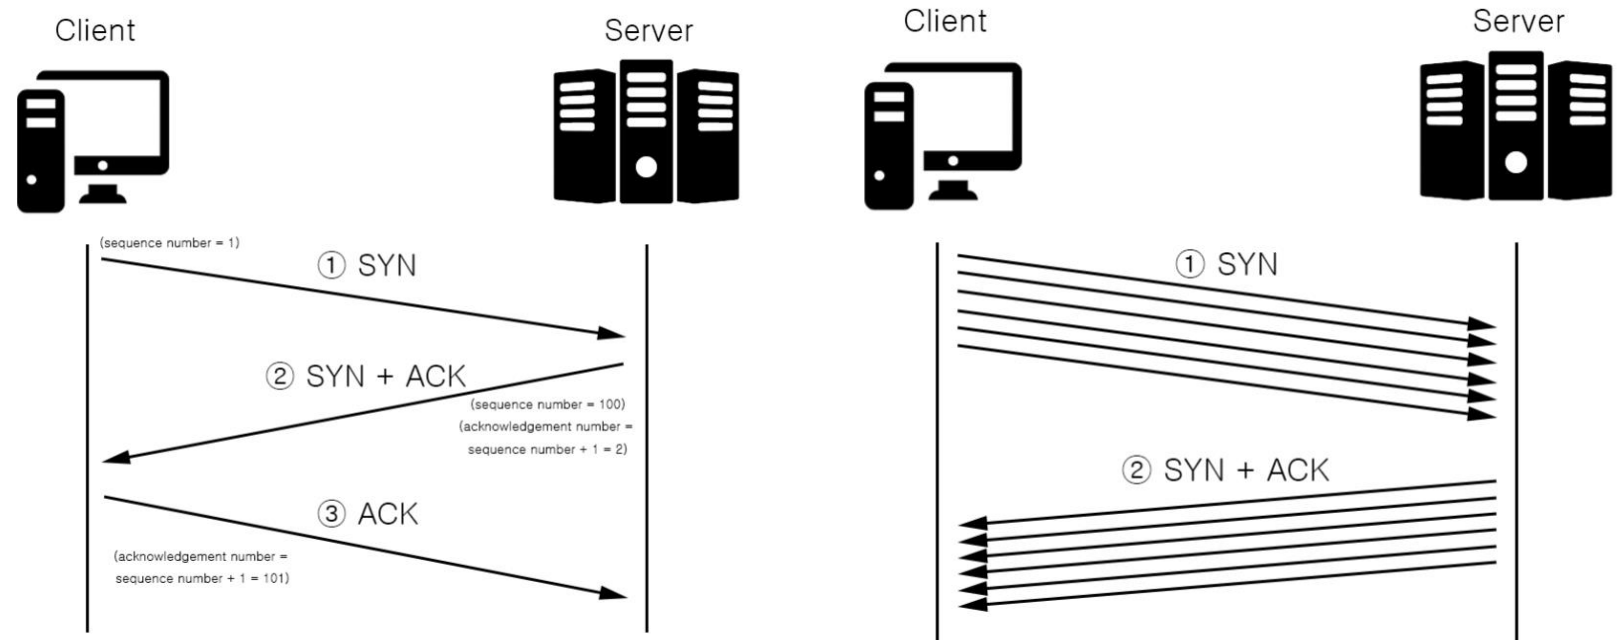 Client
Server
(sequence number = 1)
① SYN
② SYN + ACK
(sequence number = 100)
(acknowledgement number =
sequence number + 1 = 2)
③ ACK
(acknowledgement number =
sequence number + 1 = 101)
Client
Server
① SYN
② SYN + ACK